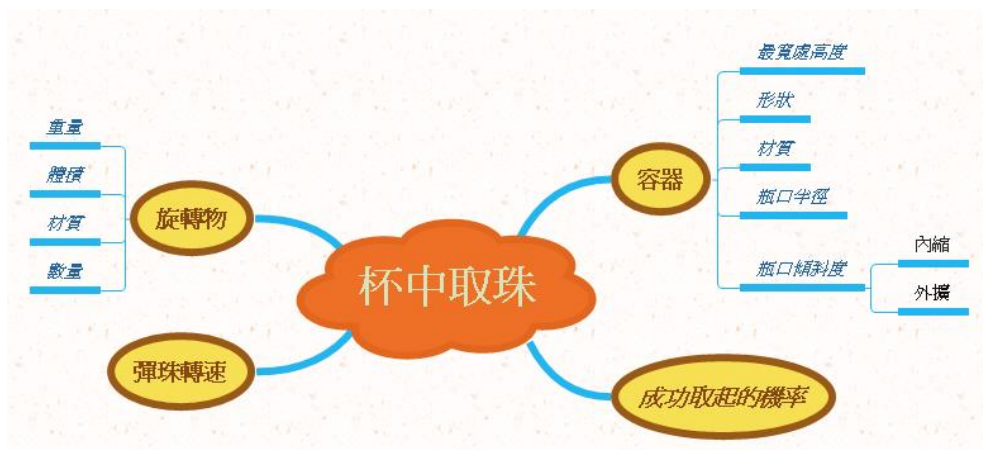 杯中取珠
旋轉物
重量
體積
材質
數量
彈珠轉速
容器
最寬處高度
形狀
材質
瓶口半徑
瓶口傾斜度
內縮
外擴
成功取起的機率